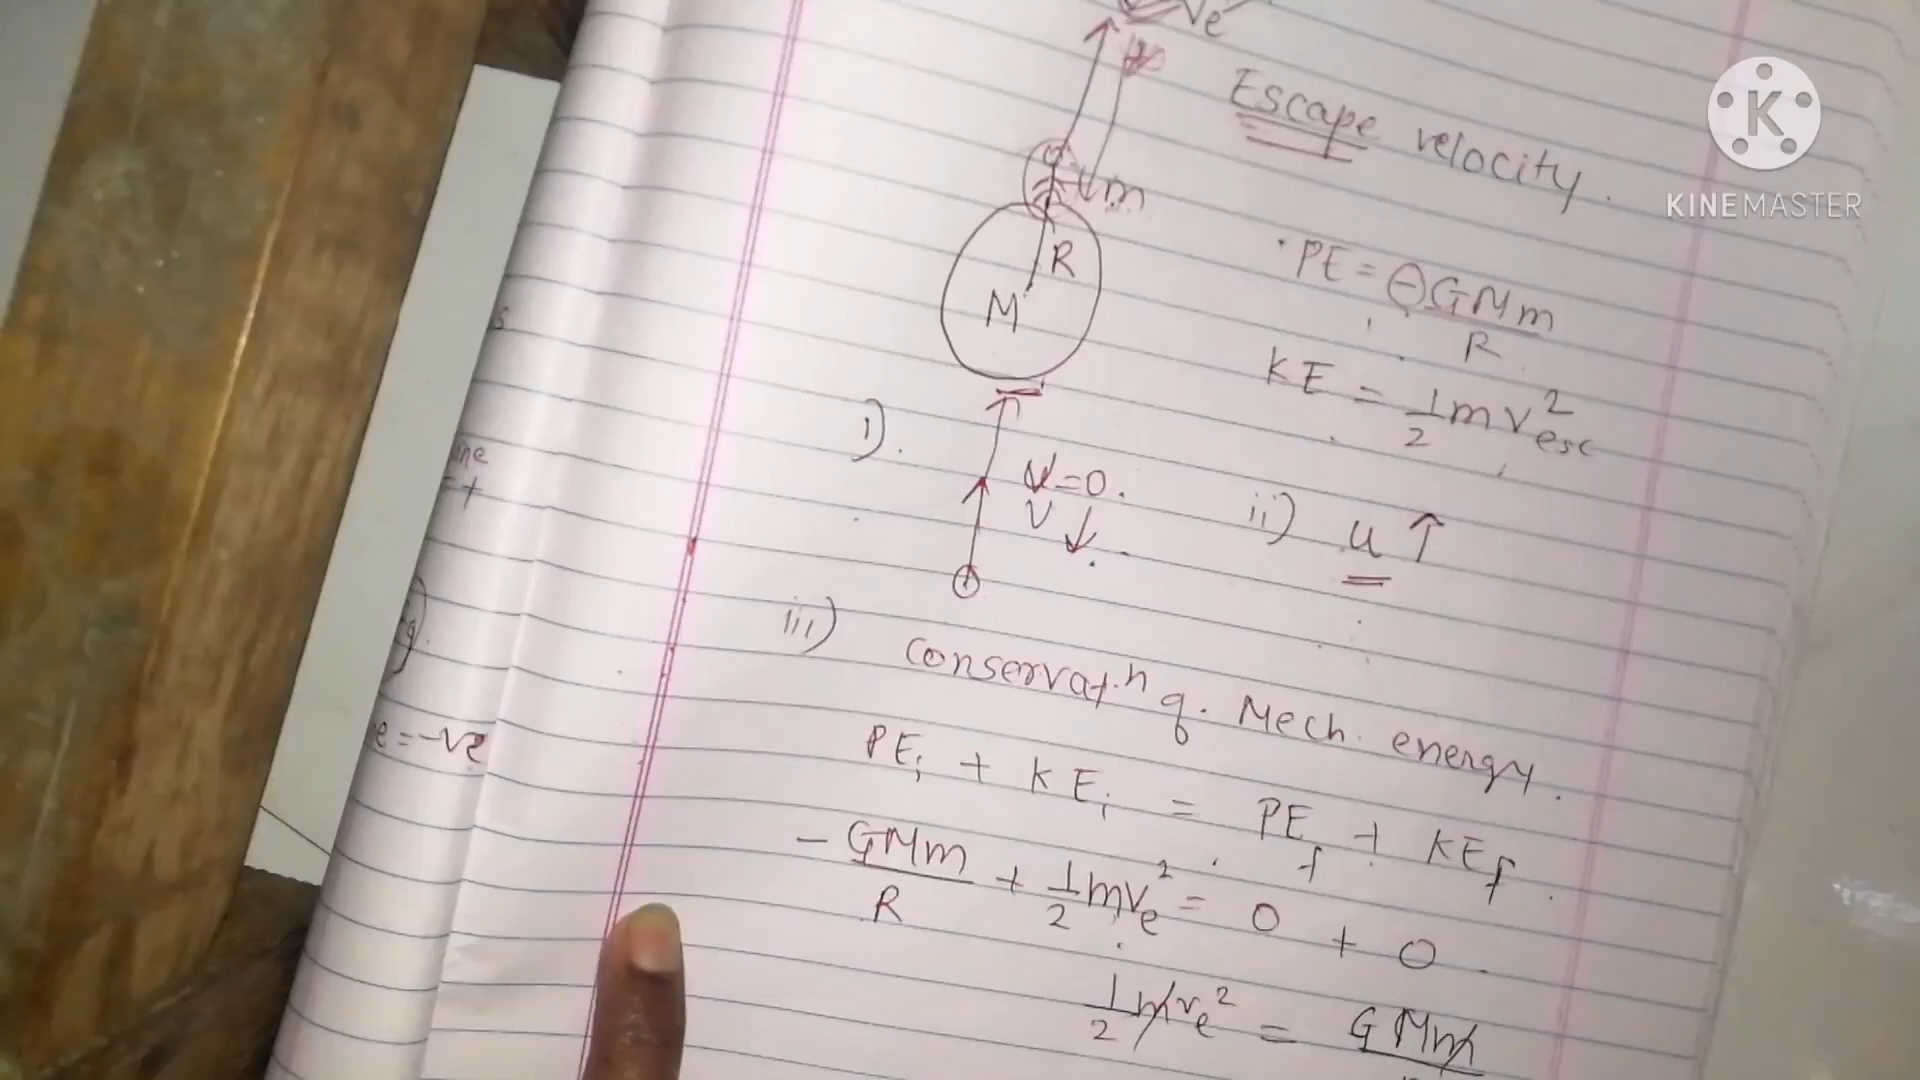 ve
Escape velocity.
K
KINEMASTER
m
R
M
PE = ⊖GMm
R
KE = 1/2 mv²esc
i).
v=0.
v ↓.
ii) u ↑
iii) Conservatⁿ of. Mech. energy.
PEi + KEi = PEf + KEf.
- GMm/R + 1/2 mve² = 0 + 0.
1/2 mve² = GMm
e = -ve